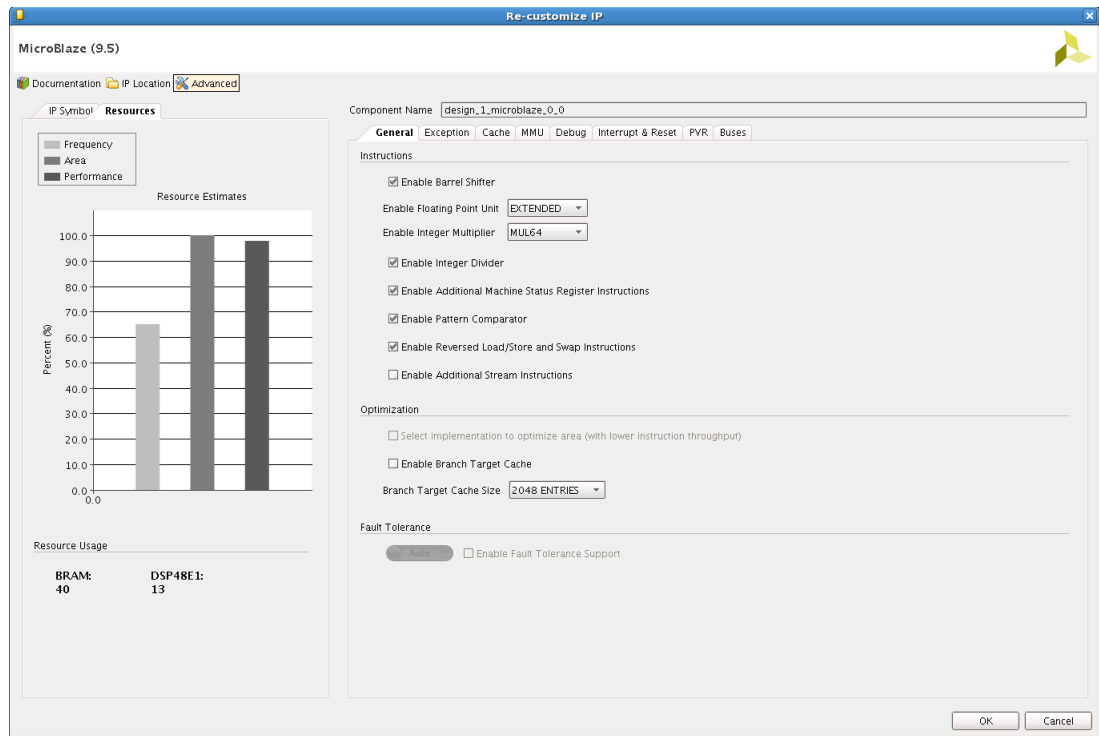 Re-customize IP
MicroBlaze (9.5)
Documentation IP Location Advanced
IP Symbol Resources
Frequency
Area
Performance
Resource Estimates
Percent (%)
100.0
90.0
80.0
70.0
60.0
50.0
40.0
30.0
20.0
10.0
0.0
0.0
Resource Usage
BRAM: DSP48E1:
40 13
Component Name design_1_microblaze_0_0
General Exception Cache MMU Debug Interrupt & Reset PVR Buses
Instructions
Enable Barrel Shifter
Enable Floating Point Unit EXTENDED
Enable Integer Multiplier MUL64
Enable Integer Divider
Enable Additional Machine Status Register Instructions
Enable Pattern Comparator
Enable Reversed Load/Store and Swap Instructions
Enable Additional Stream Instructions
Optimization
Select implementation to optimize area (with lower instruction throughput)
Enable Branch Target Cache
Branch Target Cache Size 2048 ENTRIES
Fault Tolerance
Auto Enable Fault Tolerance Support
OK Cancel